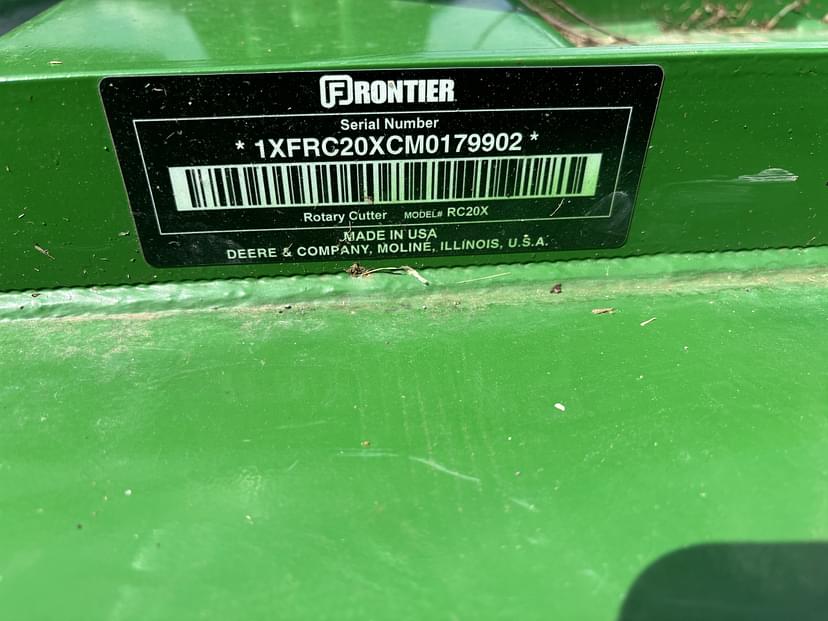 FRONTIER
Serial Number
* 1XFRC20XCM0179902 *
Rotary Cutter MODEL# RC20X
MADE IN USA
DEERE & COMPANY, MOLINE, ILLINOIS, U.S.A.